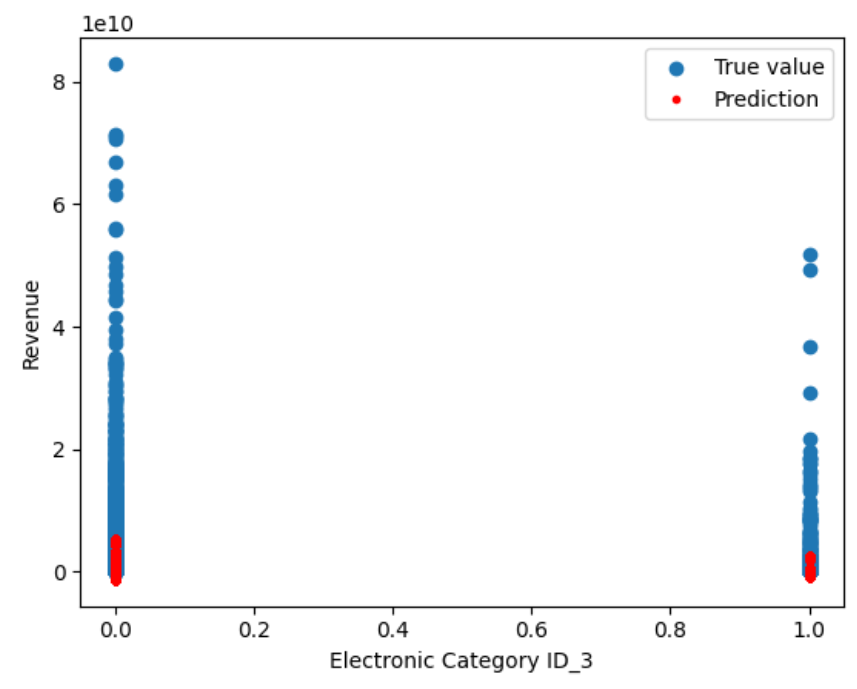 1e10
True value
Prediction
8
6
4
2
0
Revenue
0.0 0.2 0.4 0.6 0.8 1.0
Electronic Category ID_3